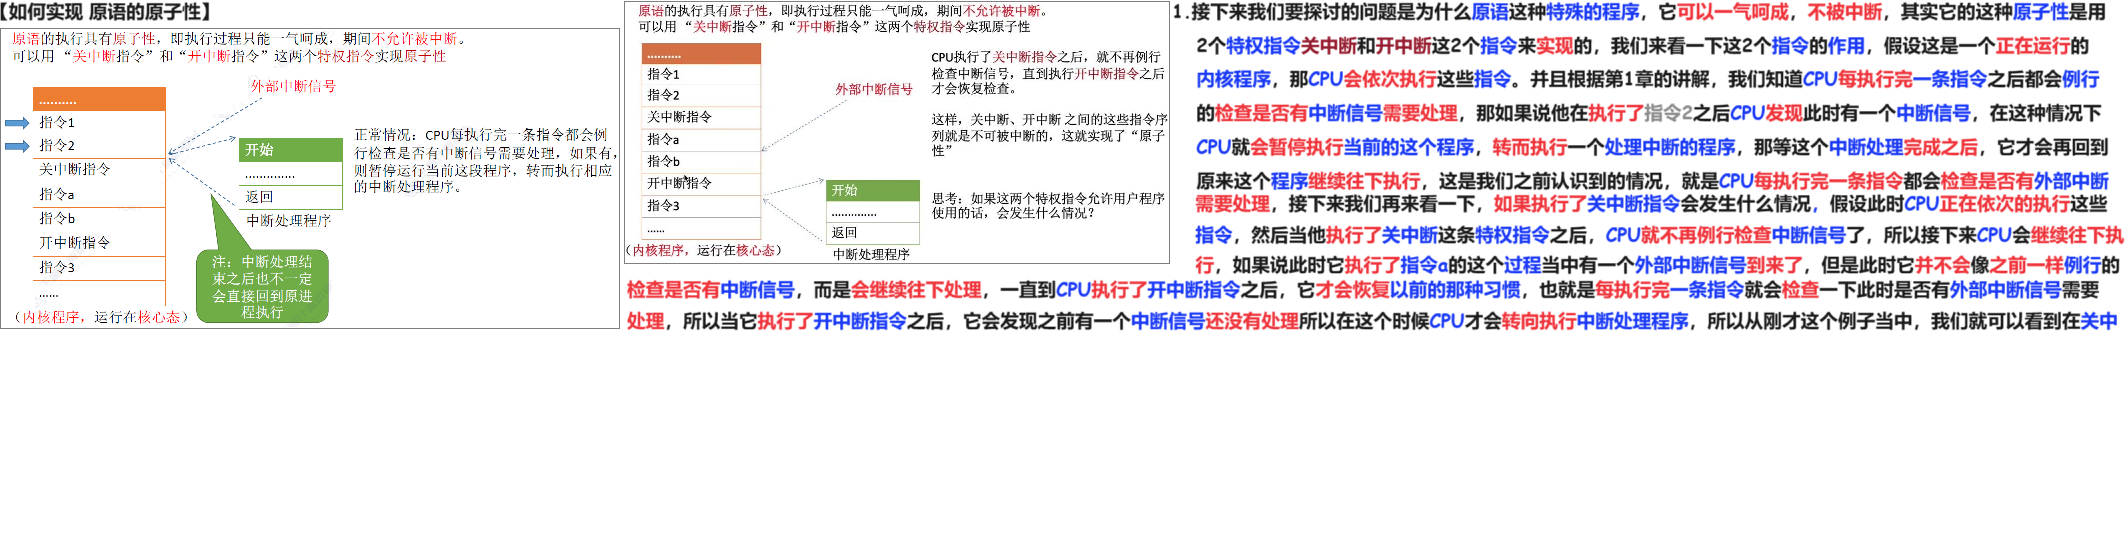 【如何实现 原语的原子性】
原语的执行具有原子性，即执行过程只能一气呵成，期间不允许被中断。
可以用 “关中断指令”和“开中断指令”这两个特权指令实现原子性
外部中断信号
..........
指令1
指令2
关中断指令
指令a
指令b
开中断指令
指令3
......
（内核程序，运行在核心态）
开始
..............
返回
中断处理程序
正常情况：CPU每执行完一条指令都会例
行检查是否有中断信号需要处理，如果有，
则暂停运行当前这段程序，转而执行相应
的中断处理程序。
注：中断处理结
束之后也不一定
会直接回到原进
程执行
原语的执行具有原子性，即执行过程只能一气呵成，期间不允许被中断。
可以用 “关中断指令”和“开中断指令”这两个特权指令实现原子性
..........
指令1
指令2
关中断指令
指令a
指令b
开中断指令
指令3
......
（内核程序，运行在核心态）
外部中断信号
开始
..............
返回
中断处理程序
CPU执行了关中断指令之后，就不再例行
检查中断信号，直到执行开中断指令之后
才会恢复检查。
这样，关中断、开中断 之间的这些指令序
列就是不可被中断的，这就实现了“原子
性”
思考：如果这两个特权指令允许用户程序
使用的话，会发生什么情况？
1.接下来我们要探讨的问题是为什么原语这种特殊的程序，它可以一气呵成，不被中断，其实它的这种原子性是用
2个特权指令关中断和开中断这2个指令来实现的，我们来看一下这2个指令的作用，假设这是一个正在运行的
内核程序，那CPU会依次执行这些指令。并且根据第1章的讲解，我们知道CPU每执行完一条指令之后都会例行
的检查是否有中断信号需要处理，那如果说他在执行了指令2之后CPU发现此时有一个中断信号，在这种情况下
CPU就会暂停执行当前的这个程序，转而执行一个处理中断的程序，那等这个中断处理完成之后，它才会再回到
原来这个程序继续往下执行，这是我们之前认识到的情况，就是CPU每执行完一条指令都会检查是否有外部中断
需要处理，接下来我们再来看一下，如果执行了关中断指令会发生什么情况，假设此时CPU正在依次的执行这些
指令，然后当他执行了关中断这条特权指令之后，CPU就不再例行检查中断信号了，所以接下来CPU会继续往下执
行，如果说此时它执行了指令a的这个过程当中有一个外部中断信号到来了，但是此时它并不会像之前一样例行的
检查是否有中断信号，而是会继续往下处理，一直到CPU执行了开中断指令之后，它才会恢复以前的那种习惯，也就是每执行完一条指令就会检查一下此时是否有外部中断信号需要
处理，所以当它执行了开中断指令之后，它会发现之前有一个中断信号还没有处理所以在这个时候CPU才会转向执行中断处理程序，所以从刚才这个例子当中，我们就可以看到在关中